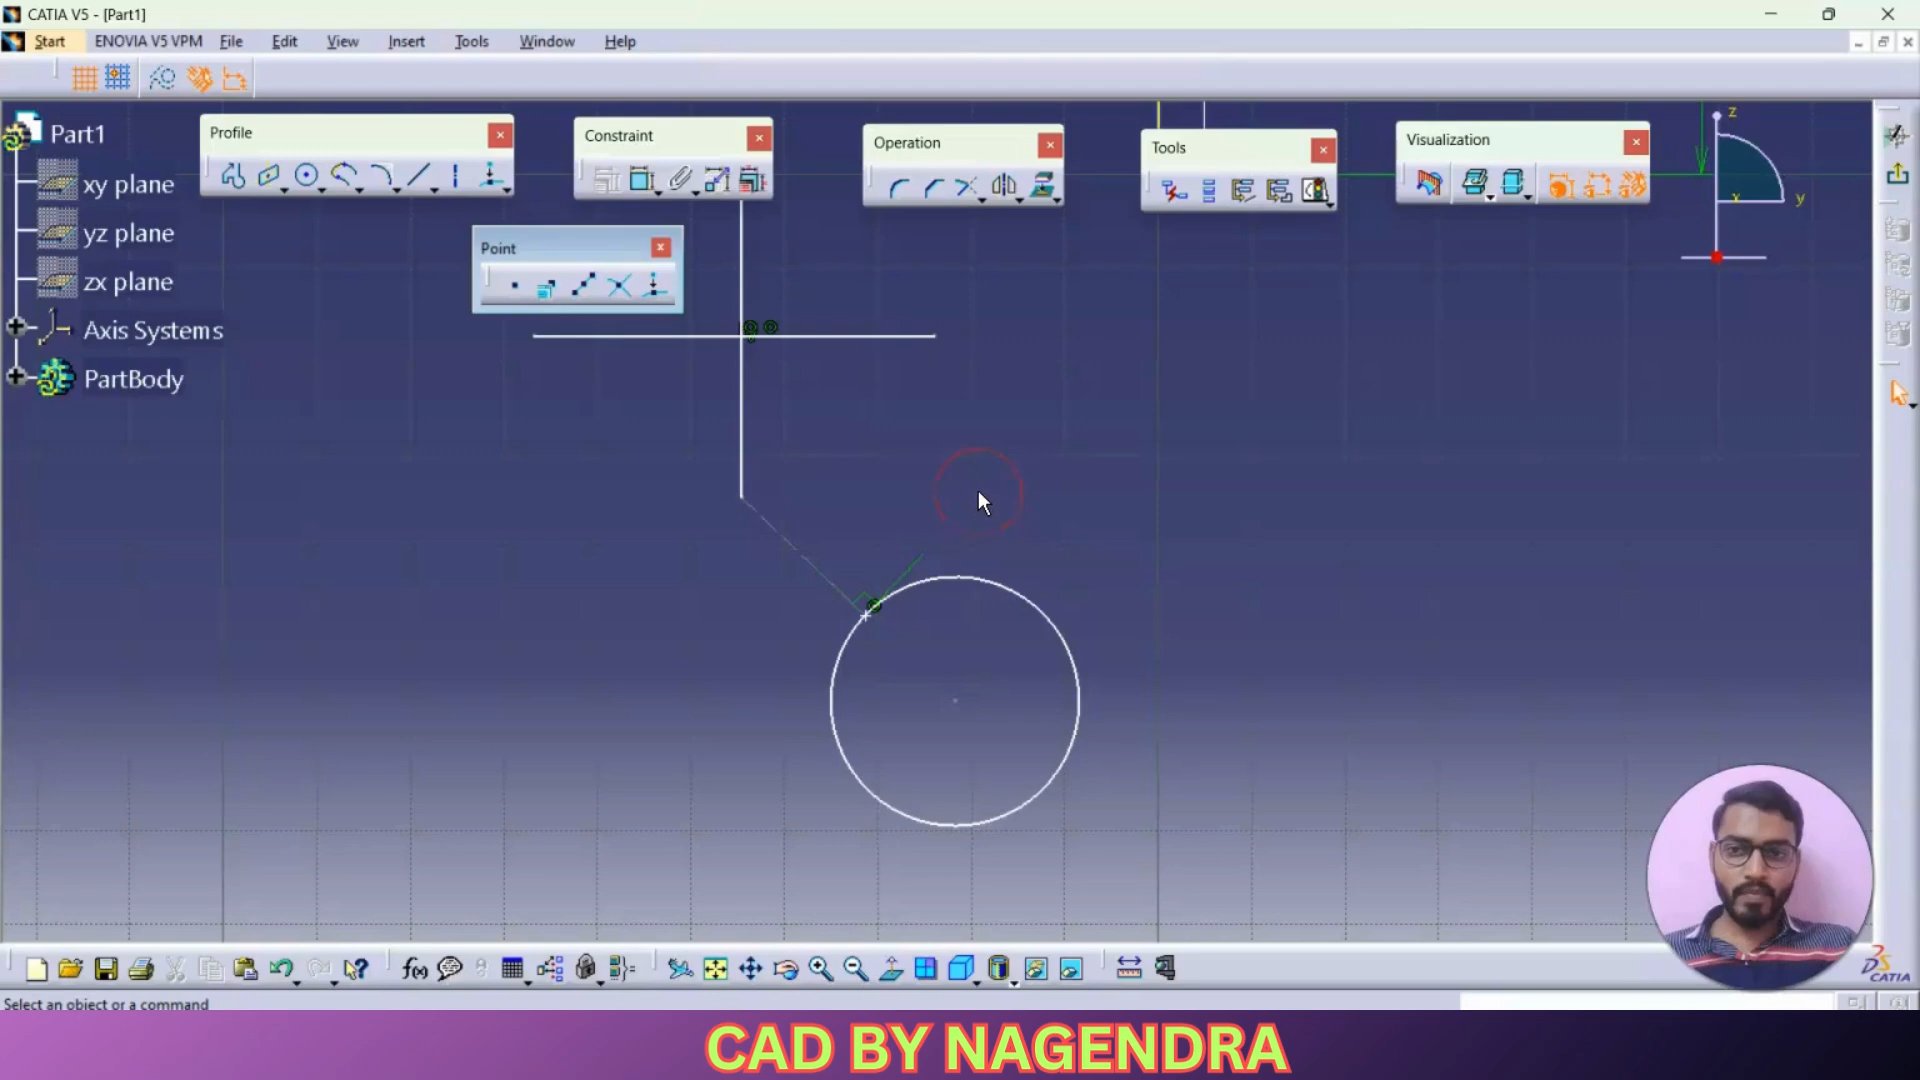 CATIA V5 - [Part1]
Start ENOVIA V5 VPM File Edit View Insert Tools Window Help
Part1
xy plane
yz plane
zx plane
Axis Systems
PartBody
Profile
Constraint
Operation
Tools
Visualization
Point
z
x
y
f(x)
CATIA
Select an object or a command
CAD BY NAGENDRA